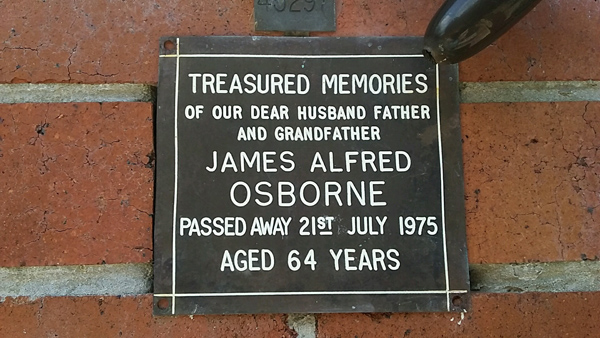 TREASURED MEMORIES
OF OUR DEAR HUSBAND FATHER
AND GRANDFATHER
JAMES ALFRED
OSBORNE
PASSED AWAY 21ST JULY 1975
AGED 64 YEARS